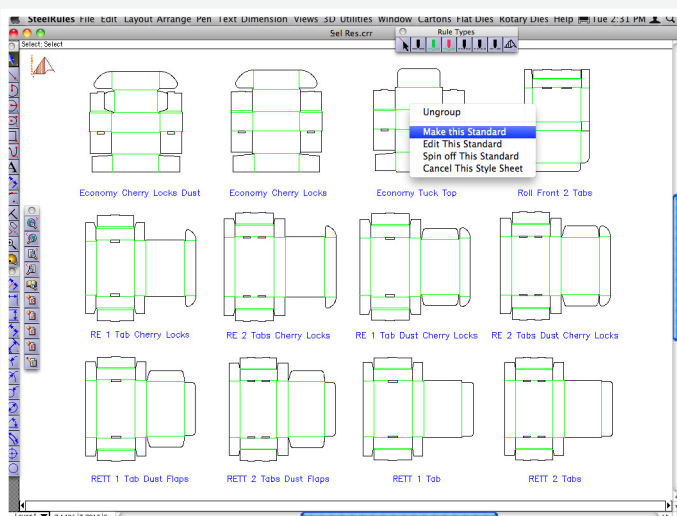 SteelRules File Edit Layout Arrange Pen Text Dimension Views 3D Utilities Window Cartons Flat Dies Rotary Dies Help Tue 2:31 PM
Sel Res.crr
Rule Types
Select: Select
Ungroup
Make this Standard
Edit This Standard
Spin off This Standard
Cancel This Style Sheet
Economy Cherry Locks Dust
Economy Cherry Locks
Economy Tuck Top
Roll Front 2 Tabs
RE 1 Tab Cherry Locks
RE 2 Tabs Cherry Locks
RE 1 Tab Dust Cherry Locks
RE 2 Tabs Dust Cherry Locks
RETT 1 Tab Dust Flaps
RETT 2 Tabs Dust Flaps
RETT 1 Tab
RETT 2 Tabs